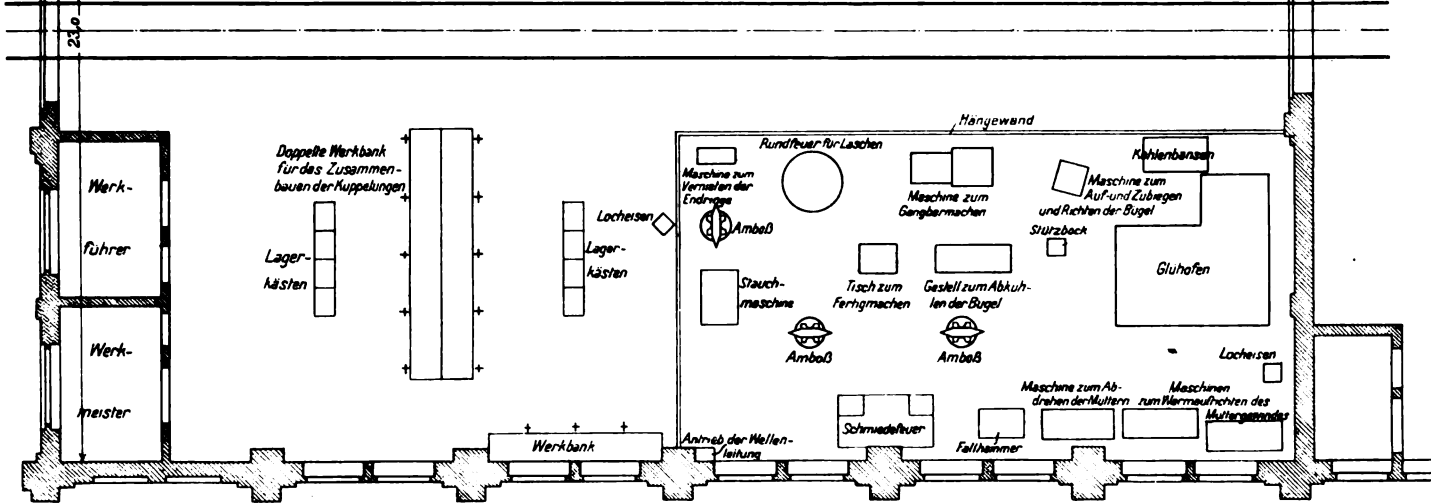 23,0
Werk-
führer
Werk-
meister
Doppelte Werkbank
für das Zusammen-
bauen der Kuppelungen
Lager-
kästen
Lager-
kästen
Locheisen
Werkbank
Hängewand
Maschine zum
Vernieten der
Endringe
Amboß
Rundfeuer für Laschen
Maschine zum
Gangbarmachen
Kohlenbansen
Maschine zum
Auf-und Zubiegen
und Richten der Bügel
Stützbock
Glühofen
Stauch-
maschine
Tisch zum
Fertigmachen
Gestell zum Abküh-
len der Bügel
Amboß
Amboß
Locheisen
Antrieb der Wellen-
leitung
Schmiedefeuer
Fallhammer
Maschine zum Ab-
drehen der Muttern
Maschinen
zum Warmaufrichten des
Muttergewindes